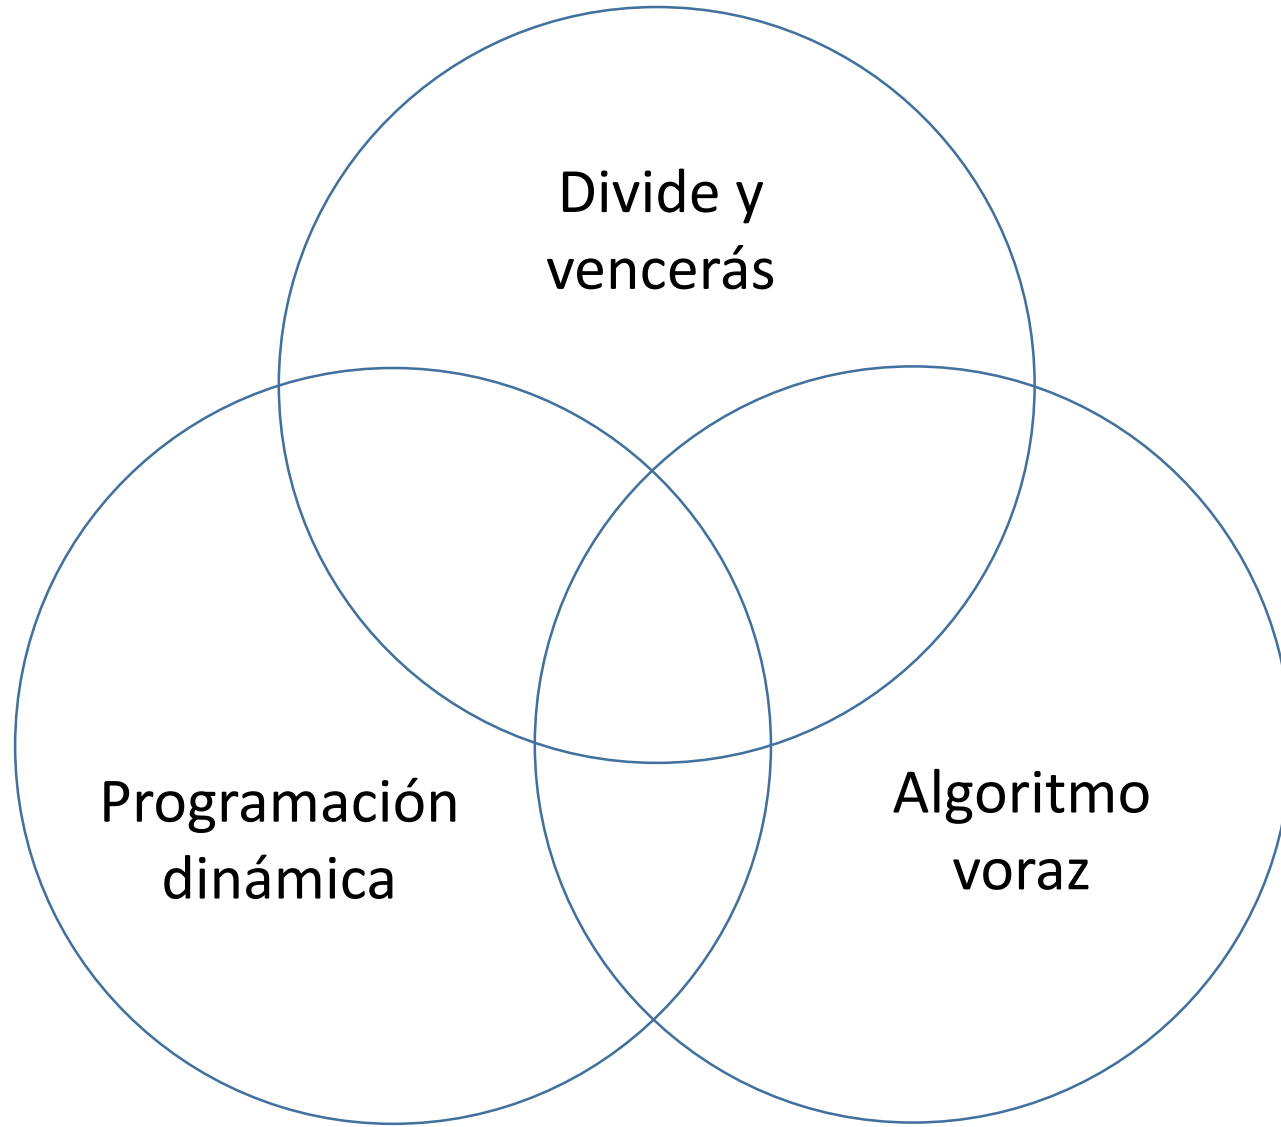 Divide y
vencerás
Programación
dinámica
Algoritmo
voraz